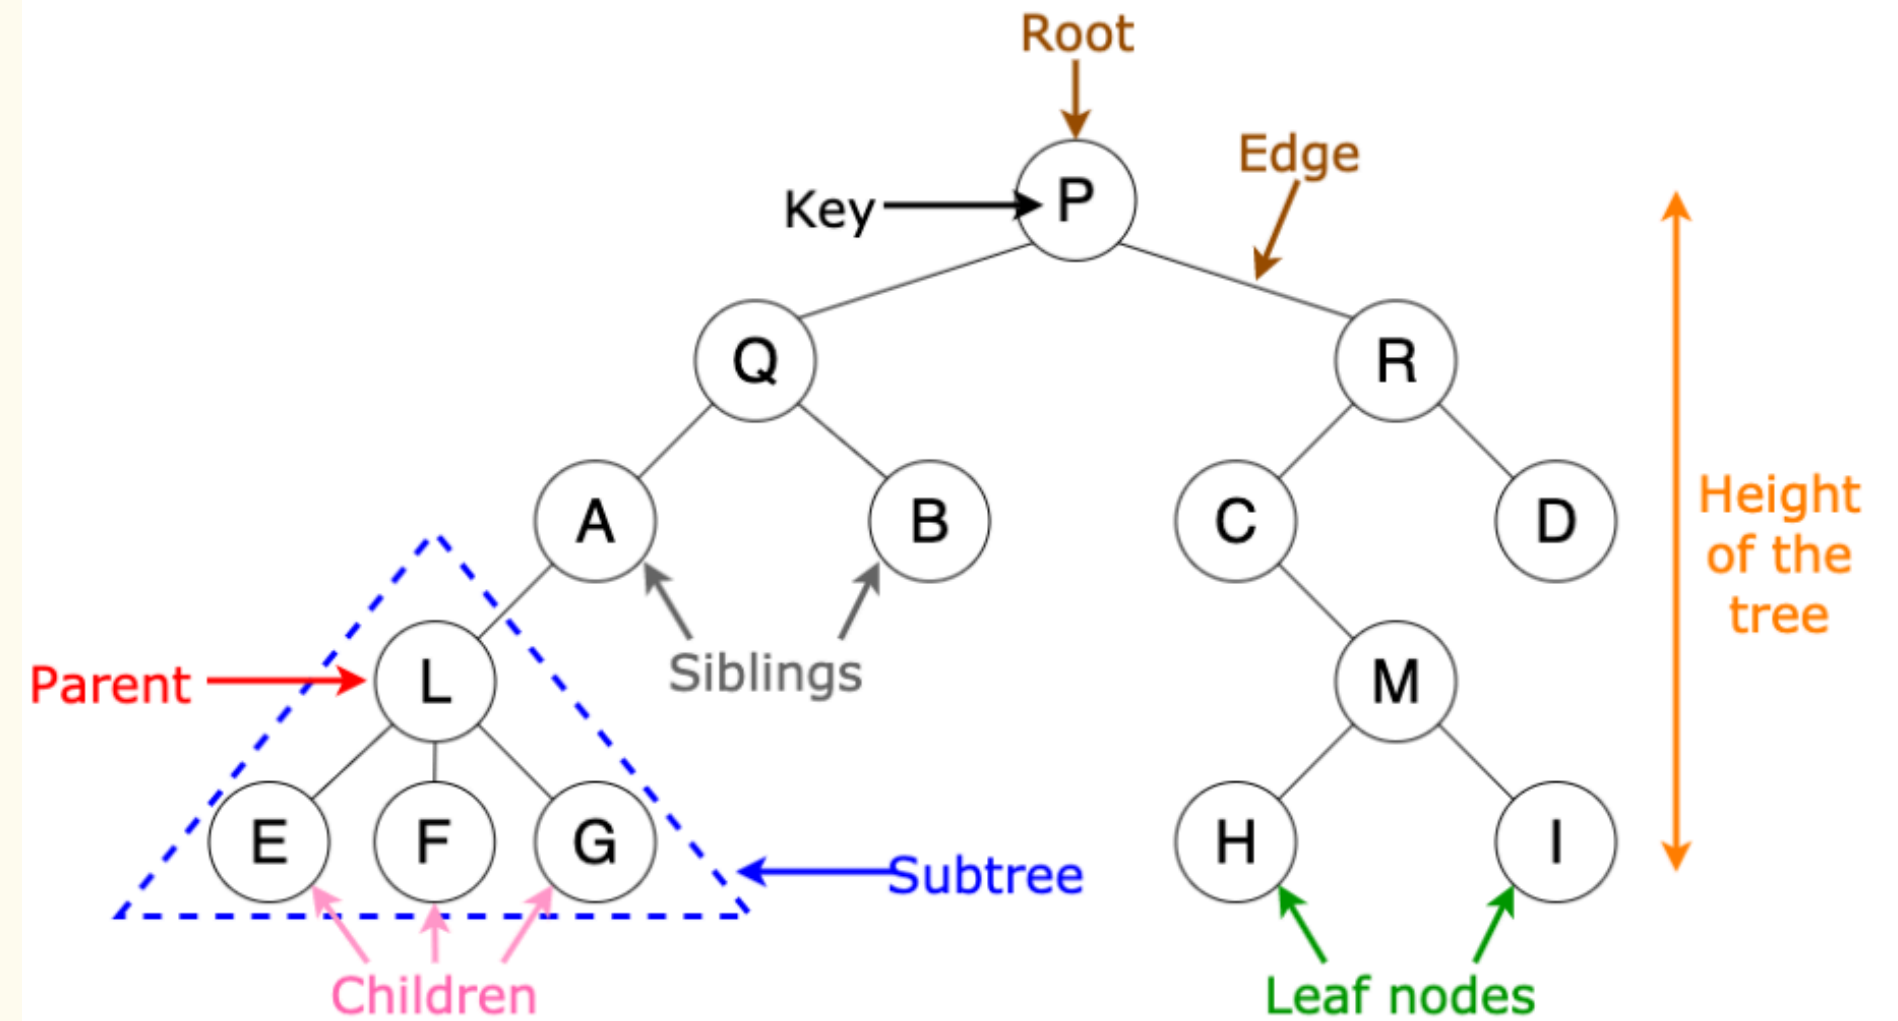 Root
Edge
Key
P
Q
R
A
B
C
D
Height
of the
tree
Siblings
Parent
L
M
E
F
G
H
I
Subtree
Children
Leaf nodes